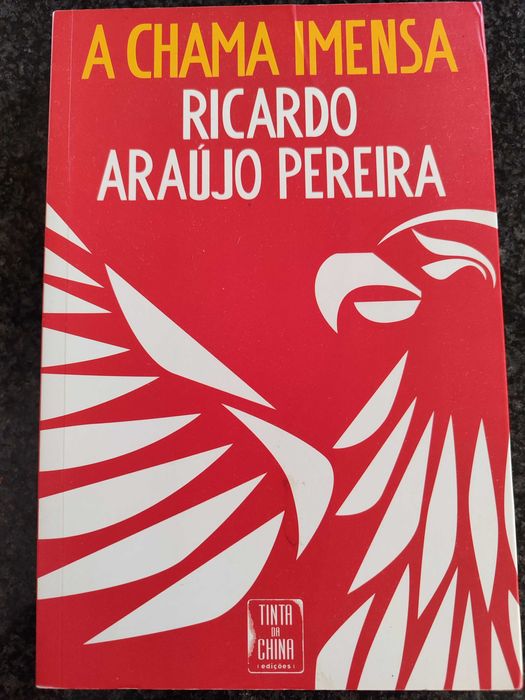 A CHAMA IMENSA
RICARDO
ARAÚJO PEREIRA
TINTA
DA
CHINA
| edições |